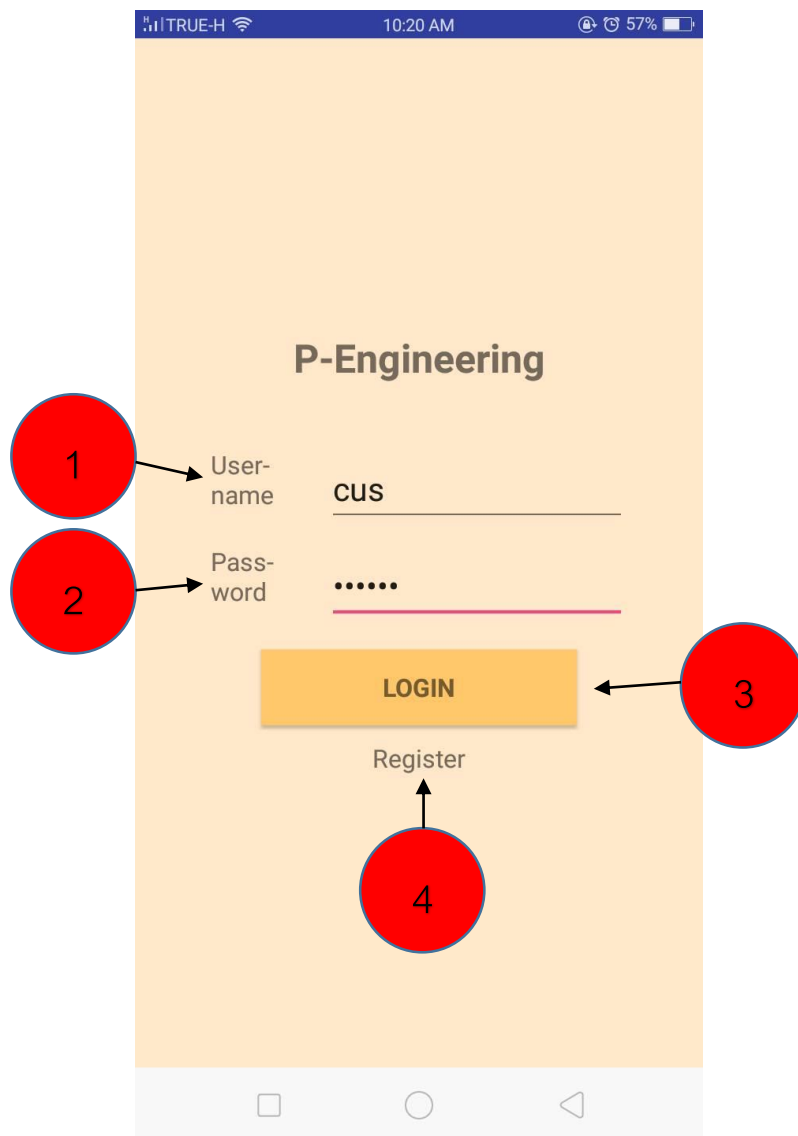 TRUE-H 10:20 AM 57%
P-Engineering
1
User-
name
cus
2
Pass-
word
••••••
LOGIN
3
Register
4